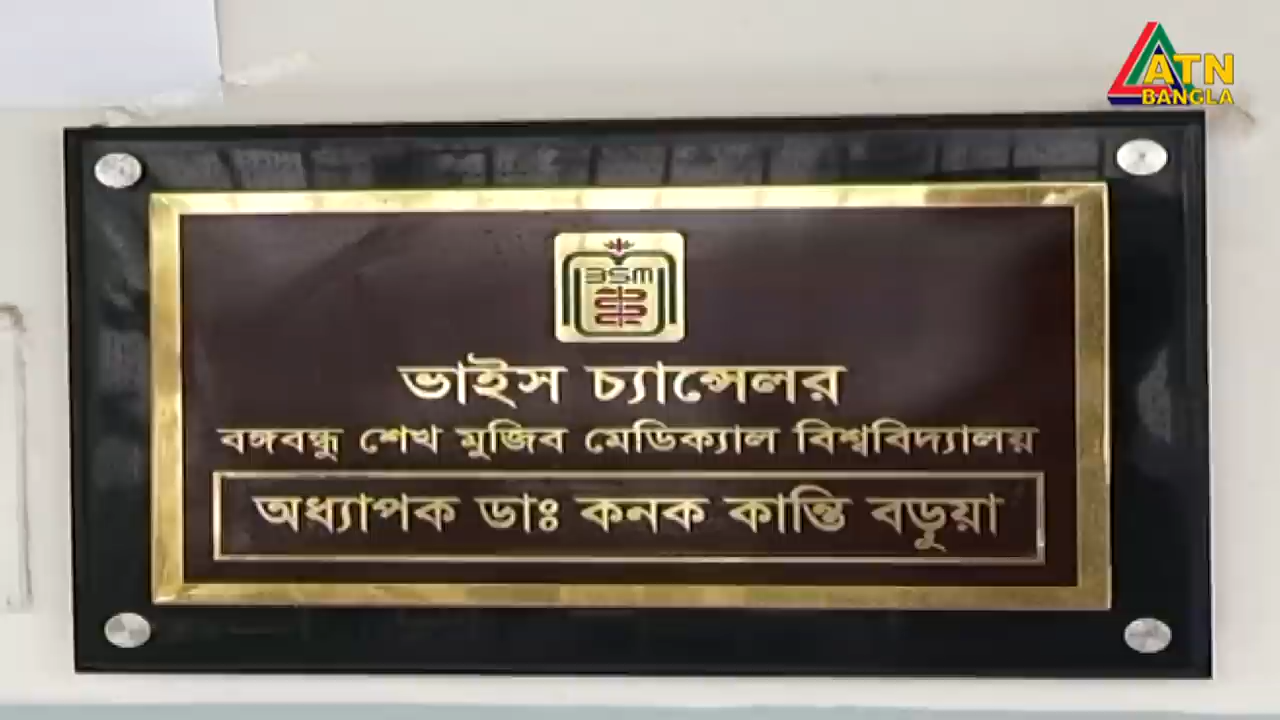 ATN
BANGLA
BSM
ভাইস চ্যান্সেলর
বঙ্গবন্ধু শেখ মুজিব মেডিক্যাল বিশ্ববিদ্যালয়
অধ্যাপক ডাঃ কনক কান্তি বড়ুয়া